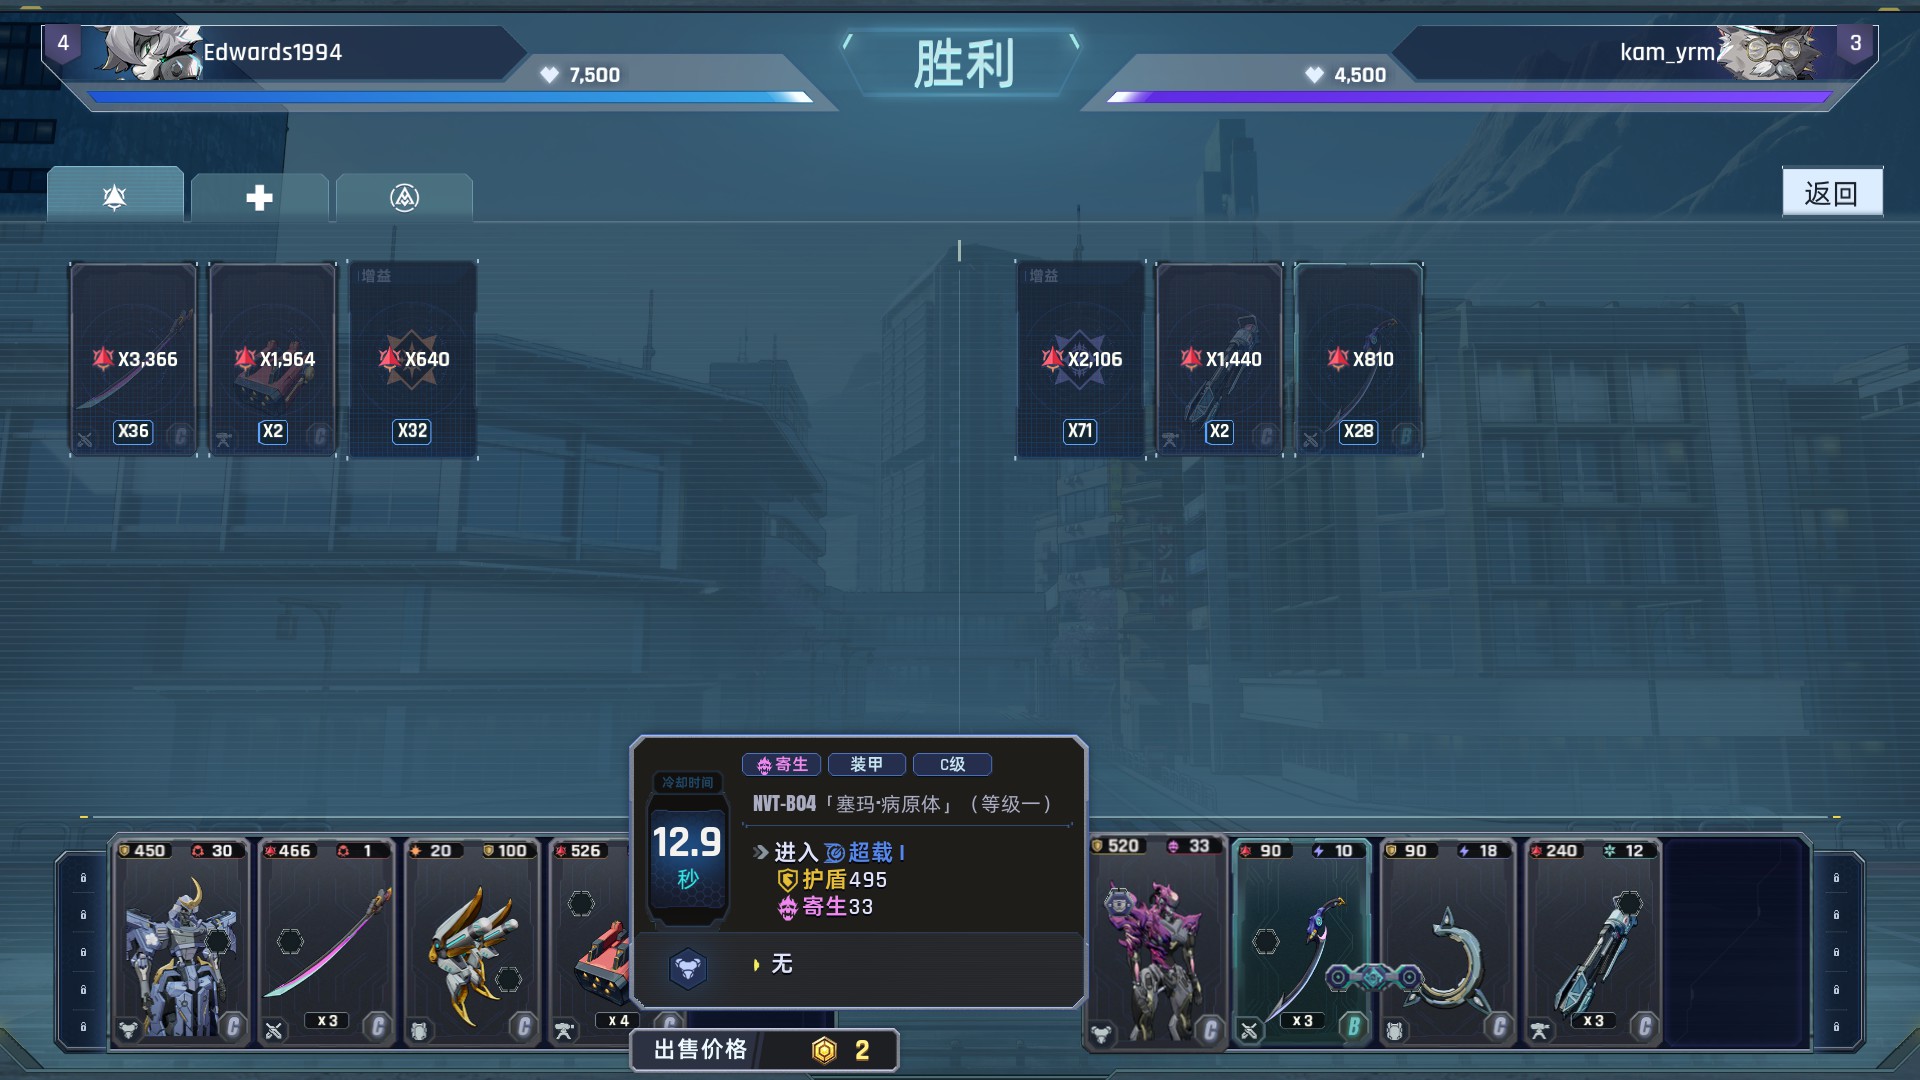 4
Edwards1994
7,500
胜利
4,500
kam_yrm
3
返回
X3,366
X36
X1,964
X2
增益
X640
X32
增益
X2,106
X71
X1,440
X2
X810
X28
冷却时间
12.9
秒
寄生
装甲
C级
NVT-B04「塞玛·病原体」（等级一）
进入超载 I
护盾495
寄生33
无
出售价格
2
450
30
C
466
1
x3
C
20
100
C
526
x4
C
520
33
C
90
10
x3
B
90
18
C
240
12
x3
C